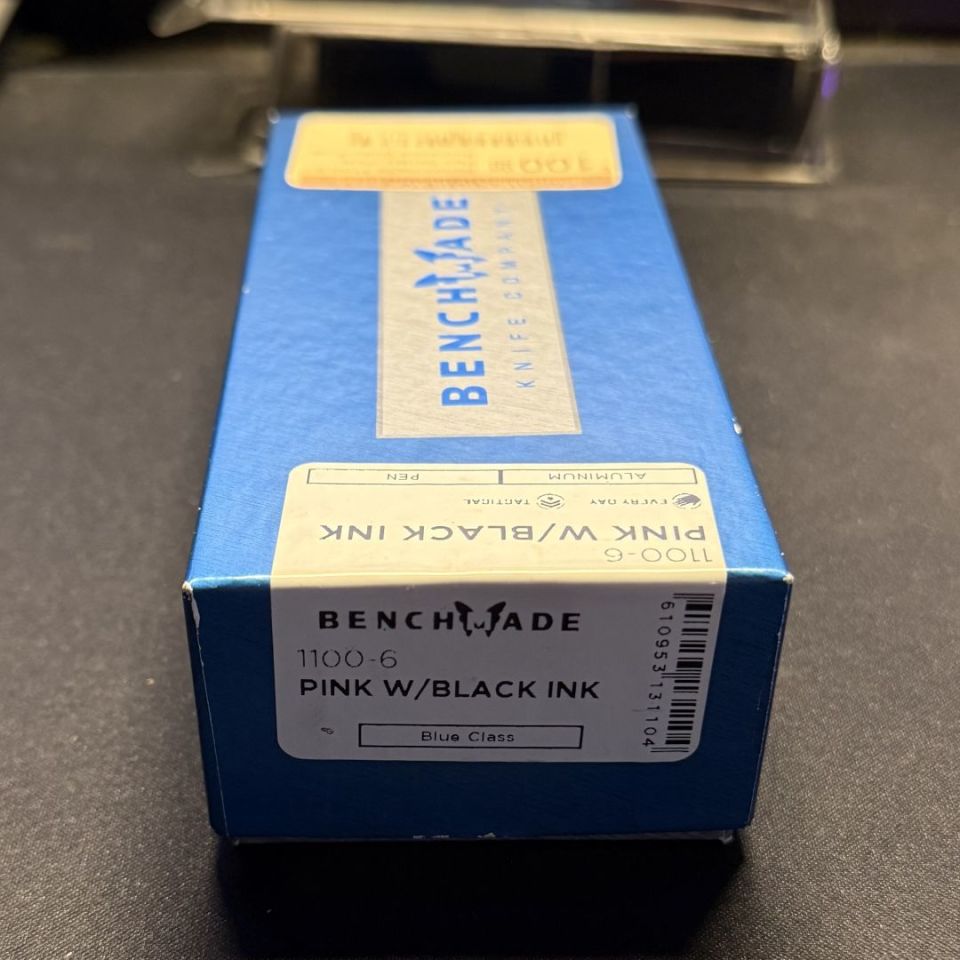 BENCHMADE
KNIFE COMPANY
PEN
ALUMINUM
TACTICAL
EVERY DAY
PINK W/BLACK INK
1100-6
BENCHMADE
1100-6
PINK W/BLACK INK
Blue Class
610953131104